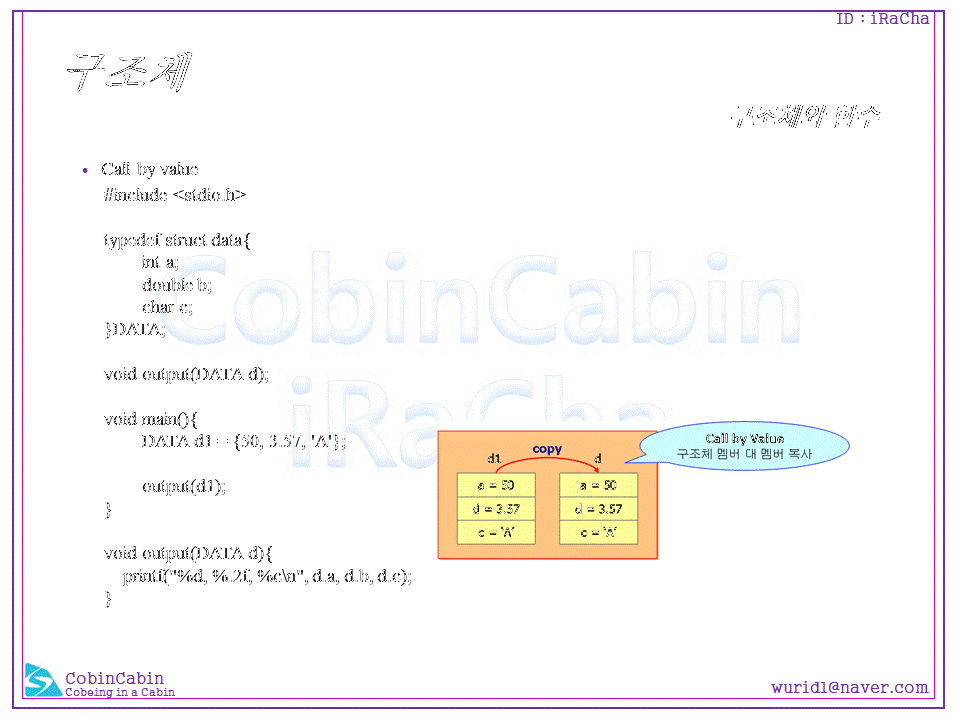 ID : iRaCha
구조체
구조체와 함수
• Call by value
#include <stdio.h>
typedef struct data{
int a;
double b;
char c;
}DATA;
void output(DATA d);
void main(){
DATA d1 = {50, 3.57, 'A'};
output(d1);
}
void output(DATA d){
printf("%d, %.2f, %c\n", d.a, d.b, d.c);
}
CobinCabin
iRaCha
Call by Value
구조체 멤버 대 멤버 복사
copy
d1 d
a = 50 a = 50
d = 3.57 d = 3.57
c = 'A' c = 'A'
CobinCabin
Cobeing in a Cabin
wurid1@naver.com